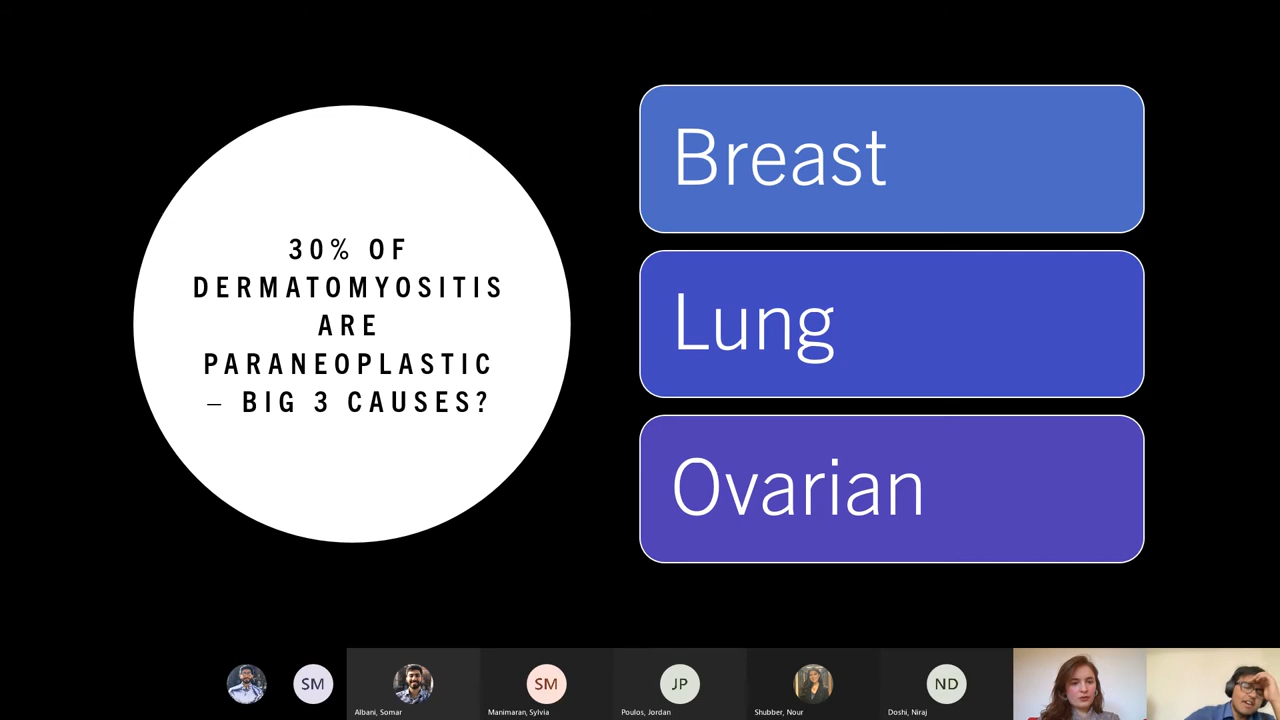 30% OF
DERMATOMYOSITIS
ARE
PARANEOPLASTIC
– BIG 3 CAUSES?
Breast
Lung
Ovarian
SM
SM
JP
ND
Albani, Somar
Manimaran, Sylvia
Poulos, Jordan
Shubber, Nour
Doshi, Niraj